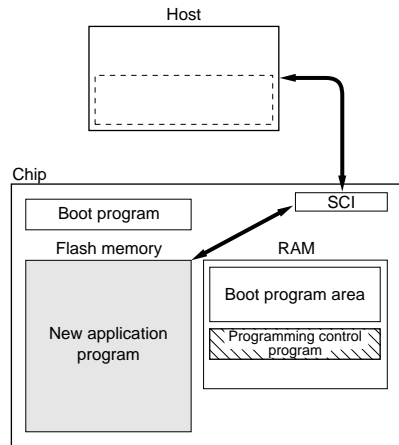 Host
Chip
SCI
Boot program
Flash memory
RAM
Boot program area
New application
program
Programming control
program